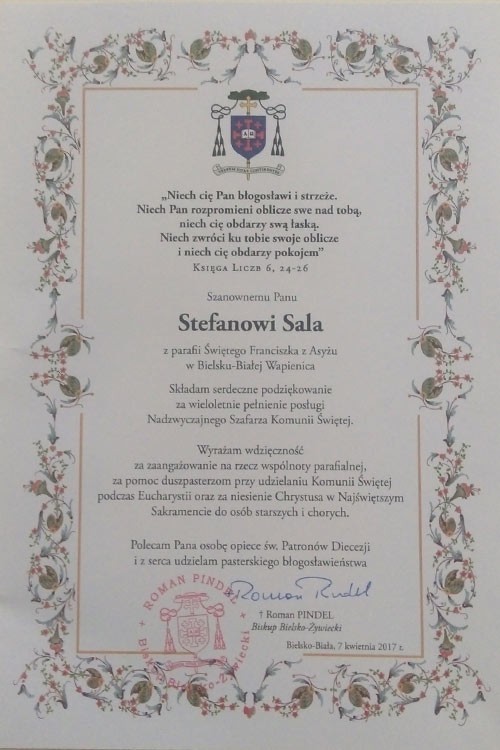 „Niech cię Pan błogosławi i strzeże.
Niech Pan rozpromieni oblicze swe nad tobą,
niech cię obdarzy swą łaską.
Niech zwróci ku tobie swoje oblicze
i niech cię obdarzy pokojem”
Księga Liczb 6, 24-26
Szanownemu Panu
Stefanowi Sala
z parafii Świętego Franciszka z Asyżu
w Bielsku-Białej Wapienica
Składam serdeczne podziękowanie
za wieloletnie pełnienie posługi
Nadzwyczajnego Szafarza Komunii Świętej.
Wyrażam wdzięczność
za zaangażowanie na rzecz wspólnoty parafialnej,
za pomoc duszpasterzom przy udzielaniu Komunii Świętej
podczas Eucharystii oraz za niesienie Chrystusa w Najświętszym
Sakramencie do osób starszych i chorych.
Polecam Pana osobę opiece św. Patronów Diecezji
i z serca udzielam pasterskiego błogosławieństwa
+ Roman Pindel
† Roman PINDEL
Biskup Bielsko-Żywiecki
Bielsko-Biała, 7 kwietnia 2017 r.
ROMAN PINDEL
Biskup Bielsko-Żywiecki